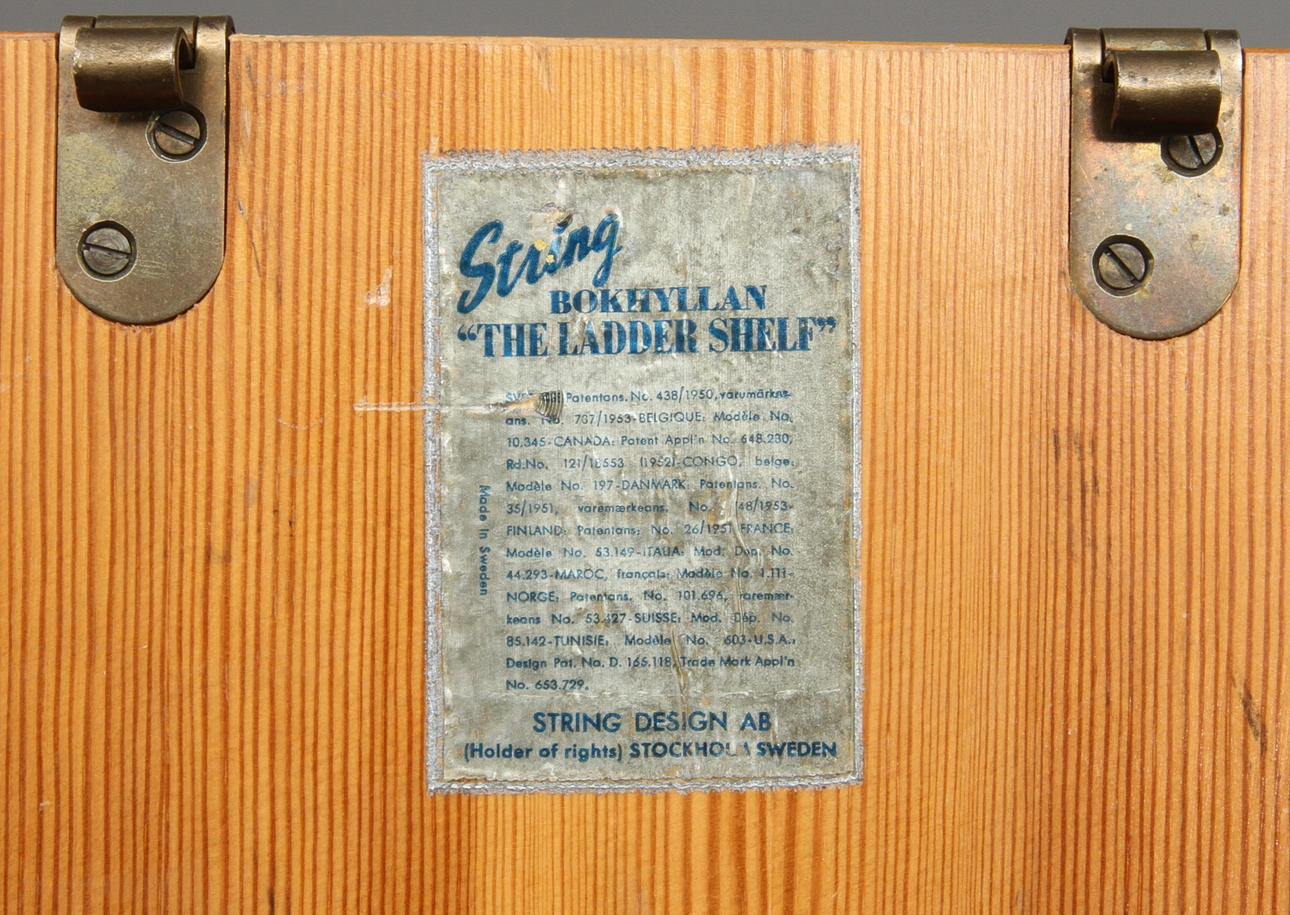 String
BOKHYLLAN
“THE LADDER SHELF”
Patentans. No. 438/1950, varumärkes-
ans. No. 767/1953-BELGIQUE: Modèle No.
10,345-CANADA: Patent Appl'n No. 648.230,
Rd.No. 121/18553 (1952)-CONGO, belge:
Modèle No. 197-DANMARK: Patentans. No.
35/1951, varemærkeans. No. 48/1953-
FINLAND: Patentans: No. 26/1951 FRANCE:
Modèle No. 53.149-ITALIA: Mod. Dep. No.
44.293-MAROC, français: Modèle No. 1.111-
NORGE: Patentans. No. 101.696, varemær-
keans No. 53.427-SUISSE: Mod. Dép. No.
85.142-TUNISIE: Modèle No. 603-U.S.A.:
Design Pat. No. D. 165.118, Trade Mark Appl'n
No. 653.729.
Made in Sweden
STRING DESIGN AB
(Holder of rights) STOCKHOLM SWEDEN